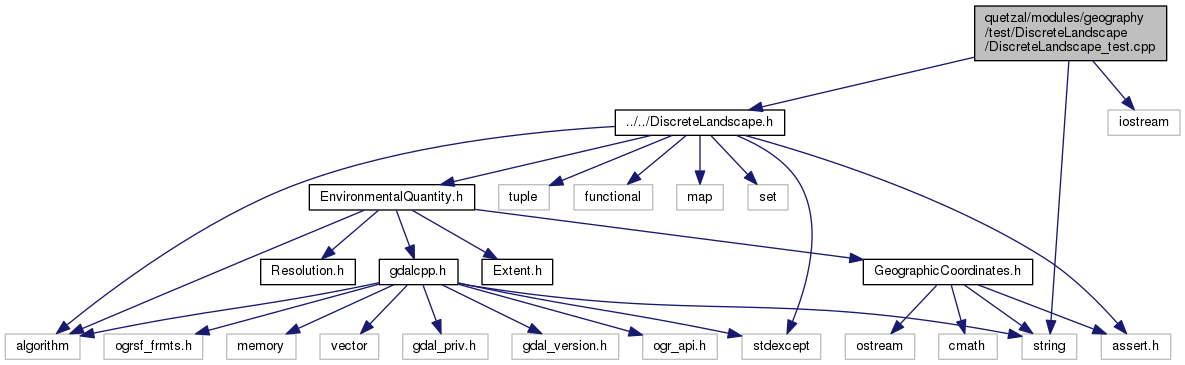 quetzal/modules/geography
/test/DiscreteLandscape
/DiscreteLandscape_test.cpp
../../DiscreteLandscape.h
iostream
EnvironmentalQuantity.h
tuple
functional
map
set
Resolution.h
gdalcpp.h
Extent.h
GeographicCoordinates.h
algorithm
ogrsf_frmts.h
memory
vector
gdal_priv.h
gdal_version.h
ogr_api.h
stdexcept
ostream
cmath
string
assert.h